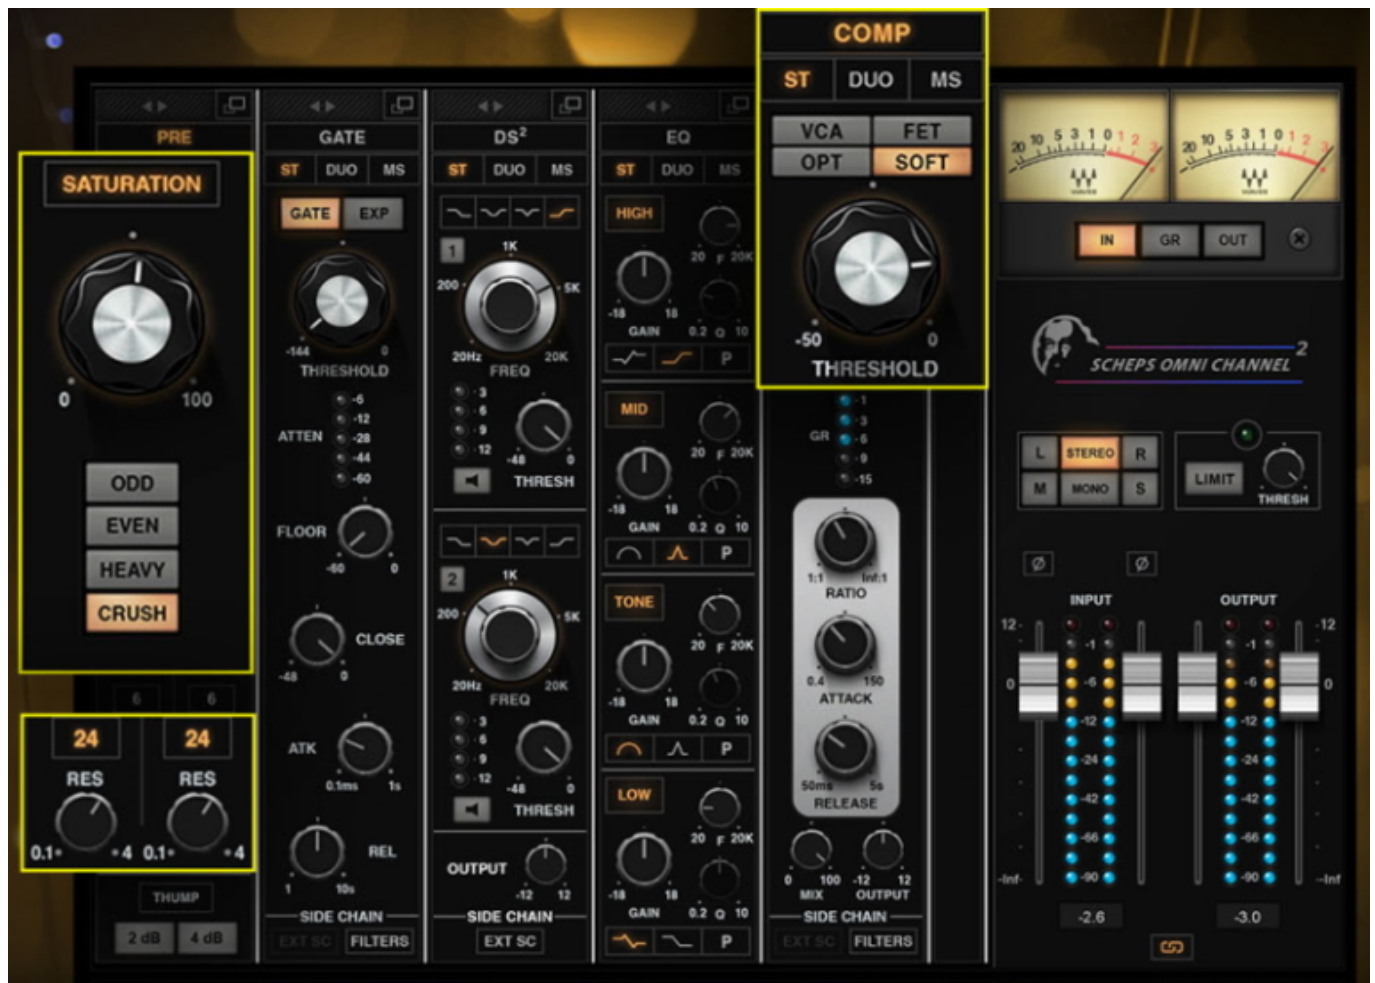 COMP
ST DUO MS
VCA FET
OPT SOFT
-50 0
THRESHOLD
PRE
SATURATION
0 100
ODD
EVEN
HEAVY
CRUSH
6 6
24 24
RES RES
0.1 4 0.1 4
THUMP
2 dB 4 dB
GATE
ST DUO MS
GATE EXP
-144 0
THRESHOLD
ATTEN
-6
-12
-28
-44
-60
FLOOR
-60 0
CLOSE
-48 0
ATK
0.1ms 1s
REL
1 10s
SIDE CHAIN
EXT SC FILTERS
DS2
ST DUO MS
1
1K
200 5K
20Hz 20K
FREQ
3
6
9
12
-48 0
THRESH
2
1K
200 5K
20Hz 20K
FREQ
3
6
9
12
-48 0
THRESH
OUTPUT
-12 12
SIDE CHAIN
EXT SC
EQ
ST DUO MS
HIGH
20 F 20K
-18 18
GAIN 0.2 Q 10
P
MID
20 F 20K
-18 18
GAIN 0.2 Q 10
P
TONE
20 F 20K
-18 18
GAIN 0.2 Q 10
P
LOW
20 F 20K
-18 18
GAIN 0.2 Q 10
P
GR
-1
-3
-6
-9
-15
1:1 Inf:1
RATIO
0.4 150
ATTACK
50ms 5s
RELEASE
0 100 -12 12
MIX OUTPUT
SIDE CHAIN
EXT SC FILTERS
20 10 5 3 1 0 1 2 3
WAVES
20 10 5 3 1 0 1 2 3
WAVES
IN GR OUT
SCHEPS OMNI CHANNEL 2
L STEREO R
M MONO S
LIMIT
THRESH
Ø Ø
INPUT OUTPUT
12 -1 -1 12
0 -6 -6 0
-12 -12
-24 -24
-42 -42
-66 -66
-Inf -90 -90 -Inf
-2.6 -3.0